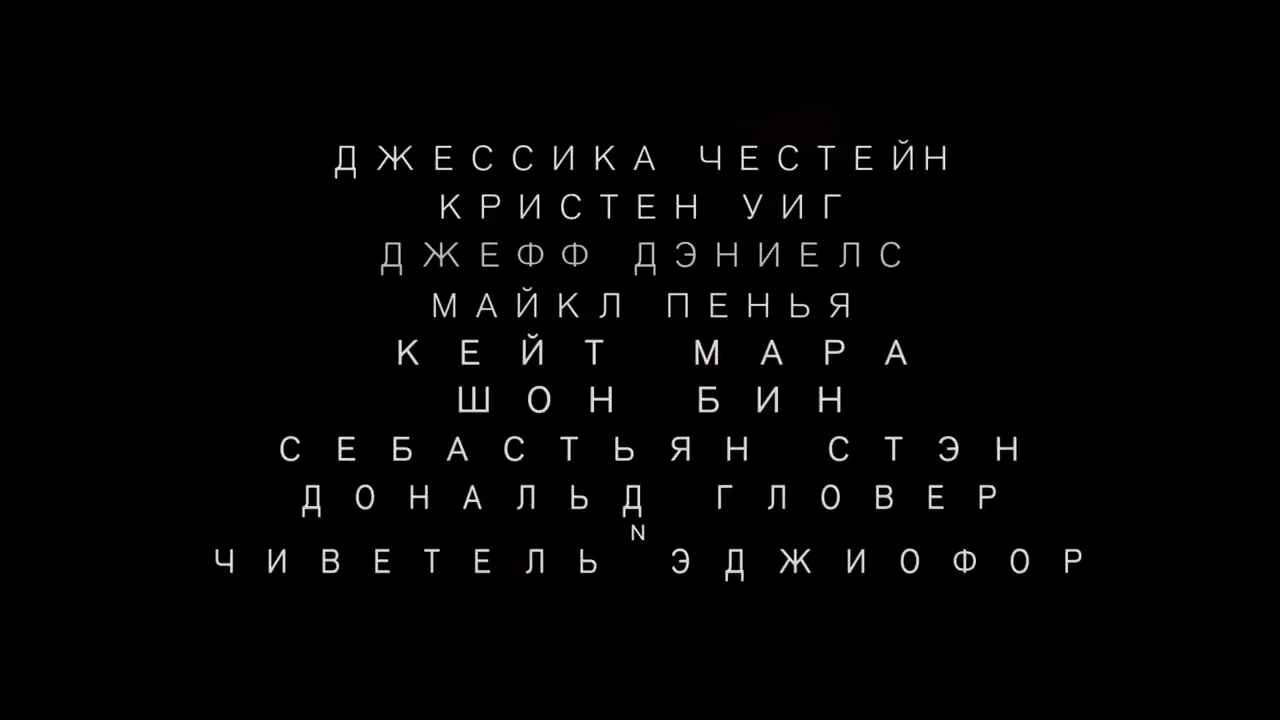 ДЖЕССИКА ЧЕСТЕЙН
КРИСТЕН УИГ
ДЖЕФФ ДЭНИЕЛС
МАЙКЛ ПЕНЬЯ
КЕЙТ МАРА
ШОН БИН
СЕБАСТЬЯН СТЭН
ДОНАЛЬД ГЛОВЕР
N
ЧИВЕТЕЛЬ ЭДЖИОФОР